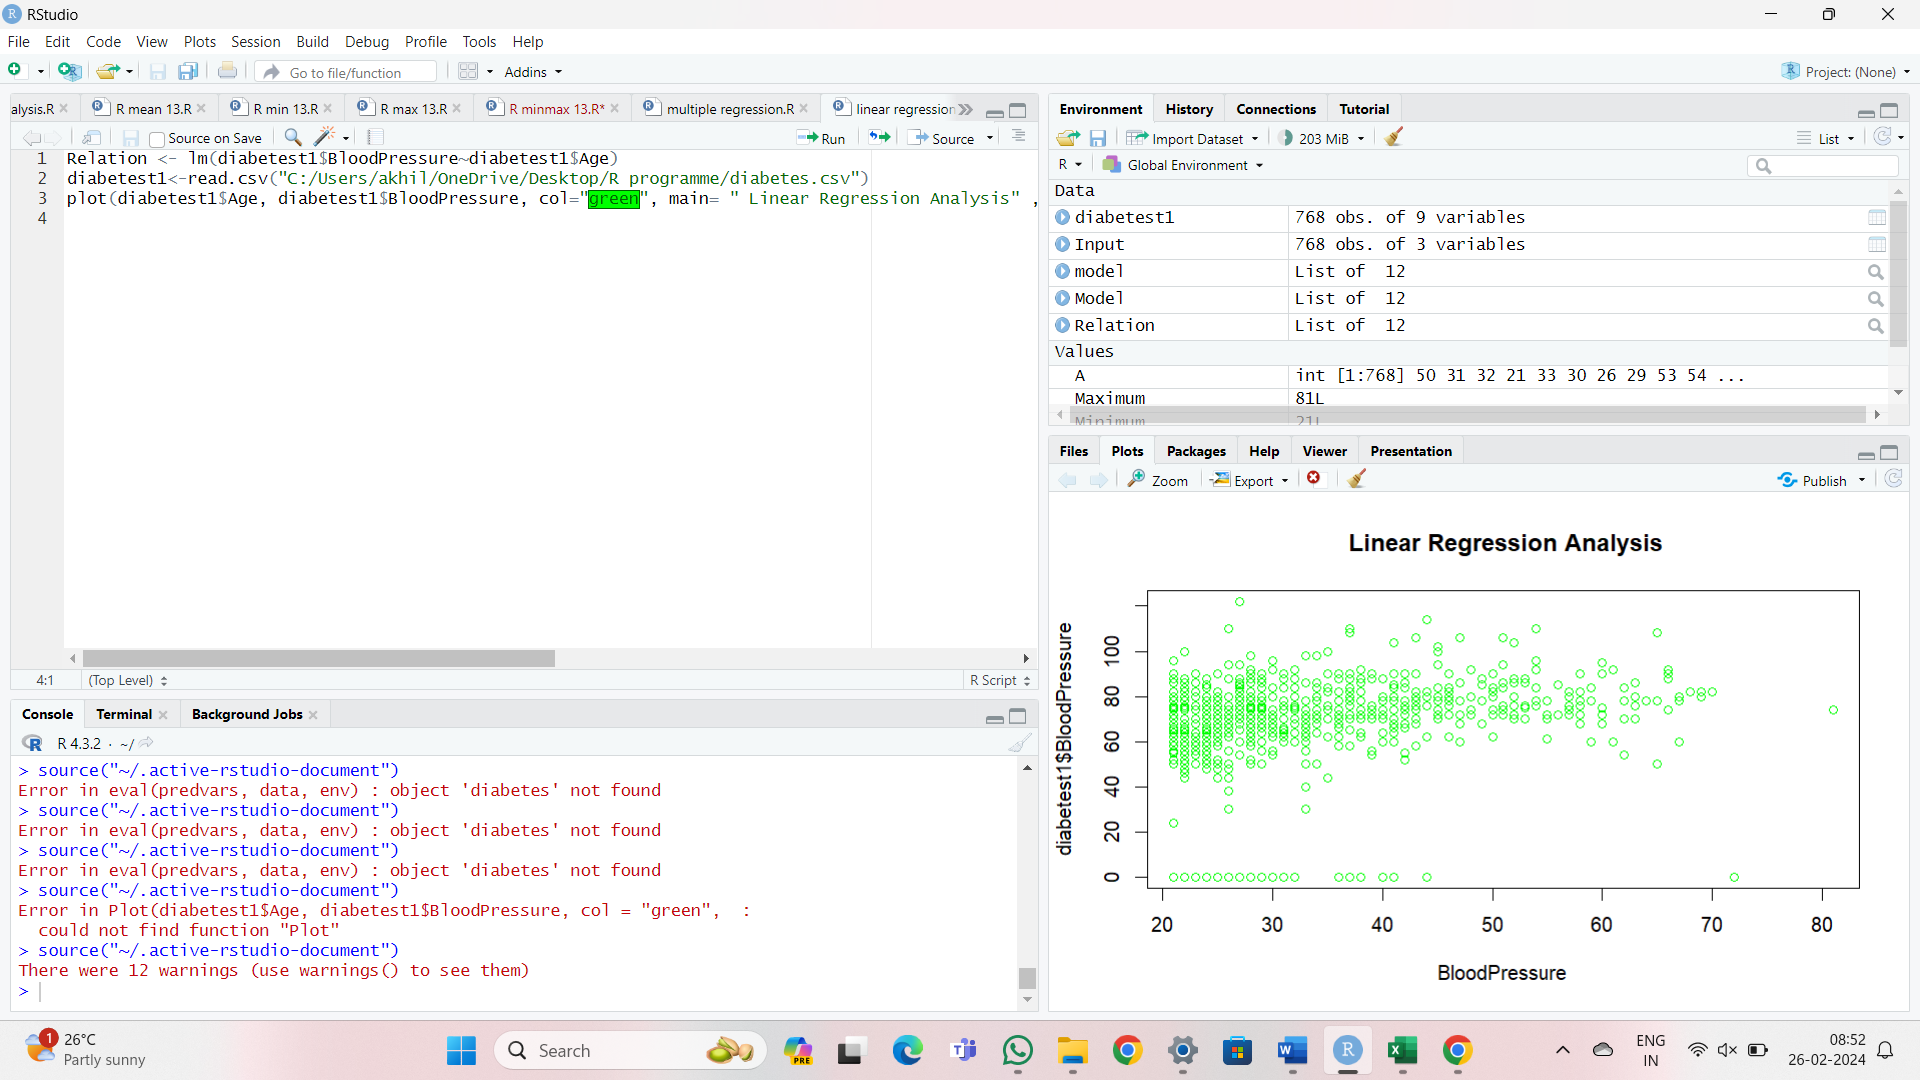 RStudio
File Edit Code View Plots Session Build Debug Profile Tools Help
Go to file/function Addins Project: (None)
alysis.R R mean 13.R R min 13.R R max 13.R R minmax 13.R* multiple regression.R linear regression
Source on Save Run Source
1 Relation <- lm(diabetest1$BloodPressure~diabetest1$Age)
2 diabetest1<-read.csv("C:/Users/akhil/OneDrive/Desktop/R programme/diabetes.csv")
3 plot(diabetest1$Age, diabetest1$BloodPressure, col="green", main= " Linear Regression Analysis" ,
4
4:1 (Top Level) R Script
Console Terminal Background Jobs
R 4.3.2 · ~/
> source("~/.active-rstudio-document")
Error in eval(predvars, data, env) : object 'diabetes' not found
> source("~/.active-rstudio-document")
Error in eval(predvars, data, env) : object 'diabetes' not found
> source("~/.active-rstudio-document")
Error in eval(predvars, data, env) : object 'diabetes' not found
> source("~/.active-rstudio-document")
Error in Plot(diabetest1$Age, diabetest1$BloodPressure, col = "green", :
could not find function "Plot"
> source("~/.active-rstudio-document")
There were 12 warnings (use warnings() to see them)
>
Environment History Connections Tutorial
Import Dataset 203 MiB List
R Global Environment
Data
diabetest1 768 obs. of 9 variables
Input 768 obs. of 3 variables
model List of 12
Model List of 12
Relation List of 12
Values
A int [1:768] 50 31 32 21 33 30 26 29 53 54 ...
Maximum 81L
Minimum 21L
Files Plots Packages Help Viewer Presentation
Zoom Export Publish
Linear Regression Analysis
diabetest1$BloodPressure
100
80
60
40
20
0
20 30 40 50 60 70 80
BloodPressure
1 26°C
Partly sunny
Search
PRE
ENG
IN
08:52
26-02-2024